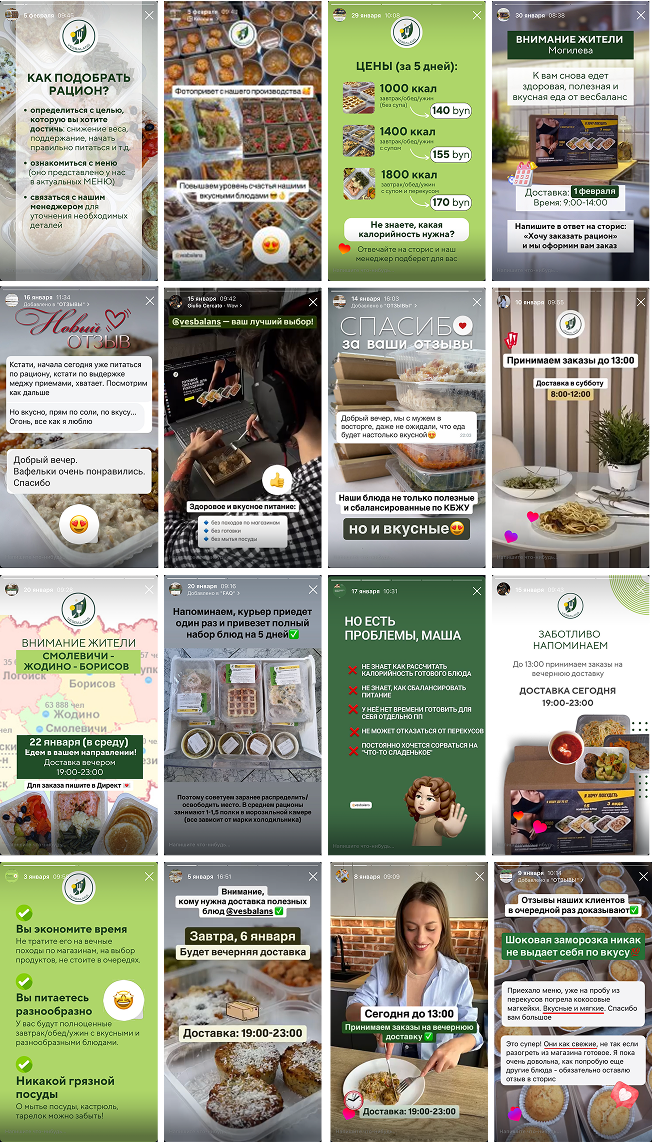 5 февраля 09:45
КАК ПОДОБРАТЬ
РАЦИОН?
• определиться с целью,
которую вы хотите
достичь: снижение веса,
поддержание, начать
правильно питаться и т.д.
• ознакомиться с меню
(оно представлено у нас
в актуальных МЕНЮ)
• связаться с нашим
менеджером для
уточнения необходимых
деталей
5 февраля 09:41
Фотопривет с нашего производства🥰
Повышаем уровень счастья нашими
вкусными блюдами😎👌
@vesbalans
29 января 10:08
ЦЕНЫ (за 5 дней):
1000 ккал
завтрак/обед/ужин
(без супа)
140 byn
1400 ккал
завтрак/обед/ужин
с супом
155 byn
1800 ккал
завтрак/обед/ужин
с супом и перекусом
170 byn
Не знаете, какая
калорийность нужна?
Отвечайте на сторис и наш
менеджер подберет для вас
30 января 08:38
ВНИМАНИЕ ЖИТЕЛИ
Могилева
К вам снова едет
здоровая, полезная и
вкусная еда от весбаланс
Доставка: 1 февраля
Время: 9:00-14:00
Напишите в ответ на сторис:
«Хочу заказать рацион»
и мы оформим вам заказ
16 января 11:34
Добавлено в "ОТЗЫВЫ" >
Новый
ОТЗЫВ
Кстати, начала сегодня уже питаться
по рациону, кстати по выдержке
между приемами, хватает. Посмотрим
как дальше
Но вкусно, прям по соли, по вкусу...
Огонь, все как я люблю
Добрый вечер.
Вафельки очень понравились.
Спасибо
15 января 09:42
Giulio Cercato · Wow >
@vesbalans — ваш лучший выбор!
Здоровое и вкусное питание:
🔹 без походов по магазином
🔹 без готовки
🔹 без мытья посуды
14 января 16:03
Добавлено в "ОТЗЫВЫ" >
СПАСИБО
за ваши отзывы
Добрый вечер, мы с мужем в
восторге, даже не ожидали, что еда
будет настолько вкусной😍
Наши блюда не только полезные
и сбалансированные по КБЖУ
но и вкусные😍
10 января 09:55
Принимаем заказы до 13:00
Доставка в субботу
8:00-12:00
20 января
ВНИМАНИЕ ЖИТЕЛИ
СМОЛЕВИЧИ -
ЖОДИНО - БОРИСОВ
Логойск
Борисов
63 888 чел
Жодино
Смолевичи
22 января (в среду)
Едем в вашем направлении!
Доставка вечером
19:00-23:00
Для заказа пишите в Директ
20 января 09:16
Добавлено в "FAQ" >
Напоминаем, курьер приедет
один раз и привезет полный
набор блюд на 5 дней✅
Поэтому советуем заранее распределить/
освободить место. В среднем рационы
занимают 1-1,5 полки в морозильной камере
(все зависит от марки холодильника)
17 января 10:31
НО ЕСТЬ
ПРОБЛЕМЫ, МАША
❌ НЕ ЗНАЕТ КАК РАССЧИТАТЬ
КАЛОРИЙНОСТЬ ГОТОВОГО БЛЮДА
❌ НЕ ЗНАЕТ, КАК СБАЛАНСИРОВАТЬ
ПИТАНИЕ
❌ У НЕЁ НЕТ ВРЕМЕНИ ГОТОВИТЬ ДЛЯ
СЕБЯ ОТДЕЛЬНО ПП
❌ НЕ МОЖЕТ ОТКАЗАТЬСЯ ОТ ПЕРЕКУСОВ
❌ ПОСТОЯННО ХОЧЕТСЯ СОРВАТЬСЯ НА
"ЧТО-ТО СЛАДЕНЬКОЕ"
@vesbalans
Напишите что-нибудь...
15 января
ЗАБОТЛИВО
НАПОМИНАЕМ
До 13:00 принимаем заказы на
вечернюю доставку
ДОСТАВКА СЕГОДНЯ
19:00-23:00
3 января
Вы экономите время
Не тратите его на вечные
походы по магазинам, на выбор
продуктов, не стоите в очередях.
Вы питаетесь
разнообразно
У вас будут полноценные
завтрак/обед/ужин с вкусными и
разнообразными блюдами.
Никакой грязной
посуды
О мытье посуды, кастрюль,
тарелок можно забыть!
5 января 16:51
Внимание,
кому нужна доставка полезных
блюд @vesbalans ✅
Завтра, 6 января
Будет вечерняя доставка
Доставка: 19:00-23:00
8 января 09:09
Сегодня до 13:00
Принимаем заказы на вечернюю
доставку ✅
Доставка: 19:00-23:00
9 января 10:14
Добавлено в "ОТЗЫВЫ" >
Отзывы наших клиентов
в очередной раз доказывают✅
Шоковая заморозка никак
не выдает себя по вкусу
Приехало меню, уже на пробу из
перекусов погрела кокосовые
магкейки. Вкусные и мягкие. Спасибо
вам большое
Это супер! Они как свежие, не так если
разогреть из магазина готовое. Я пока
очень довольна, как попробую еще
другие блюда - обязательно оставлю
отзыв в сторис